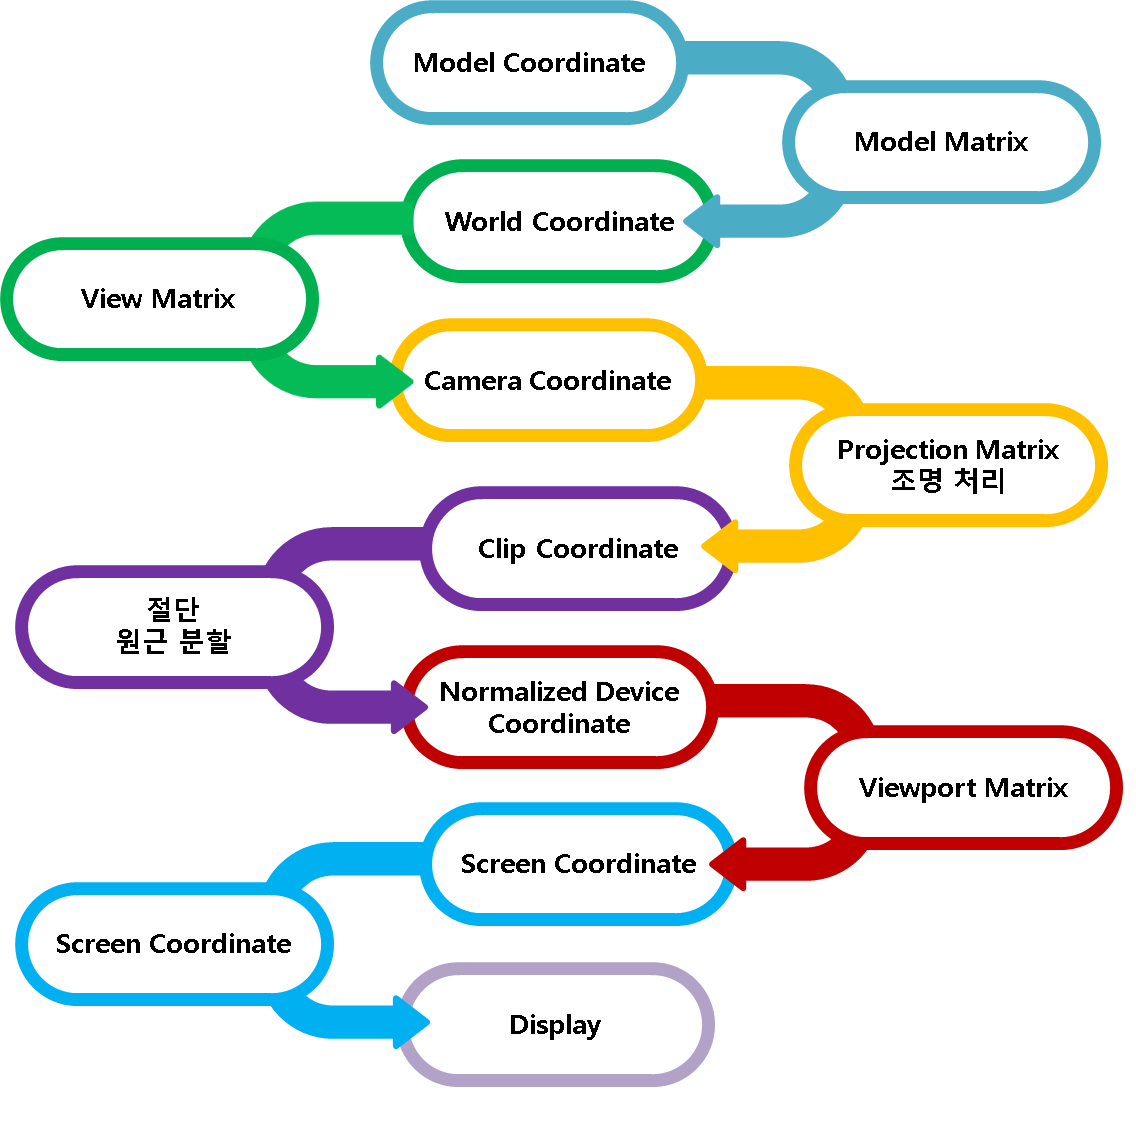 Model Coordinate
Model Matrix
World Coordinate
View Matrix
Camera Coordinate
Projection Matrix
조명 처리
Clip Coordinate
절단
원근 분할
Normalized Device
Coordinate
Viewport Matrix
Screen Coordinate
Screen Coordinate
Display